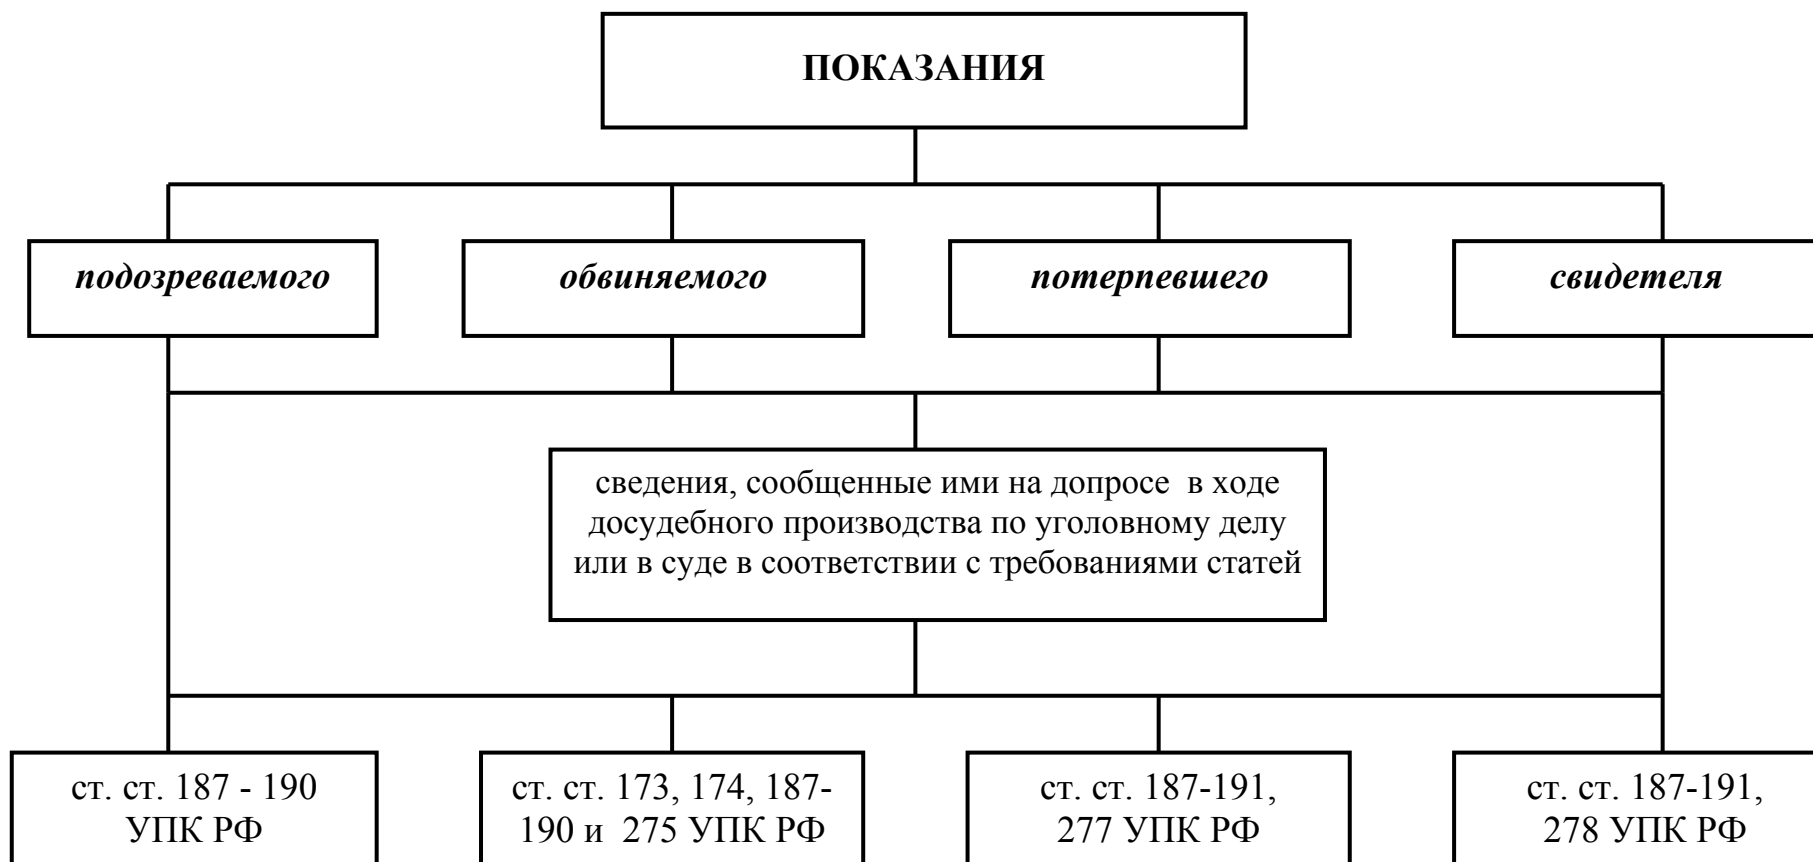 ПОКАЗАНИЯ
подозреваемого
обвиняемого
потерпевшего
свидетеля
сведения, сообщенные ими на допросе в ходе
досудебного производства по уголовному делу
или в суде в соответствии с требованиями статей
ст. ст. 187 - 190
УПК РФ
ст. ст. 173, 174, 187-
190 и 275 УПК РФ
ст. ст. 187-191,
277 УПК РФ
ст. ст. 187-191,
278 УПК РФ